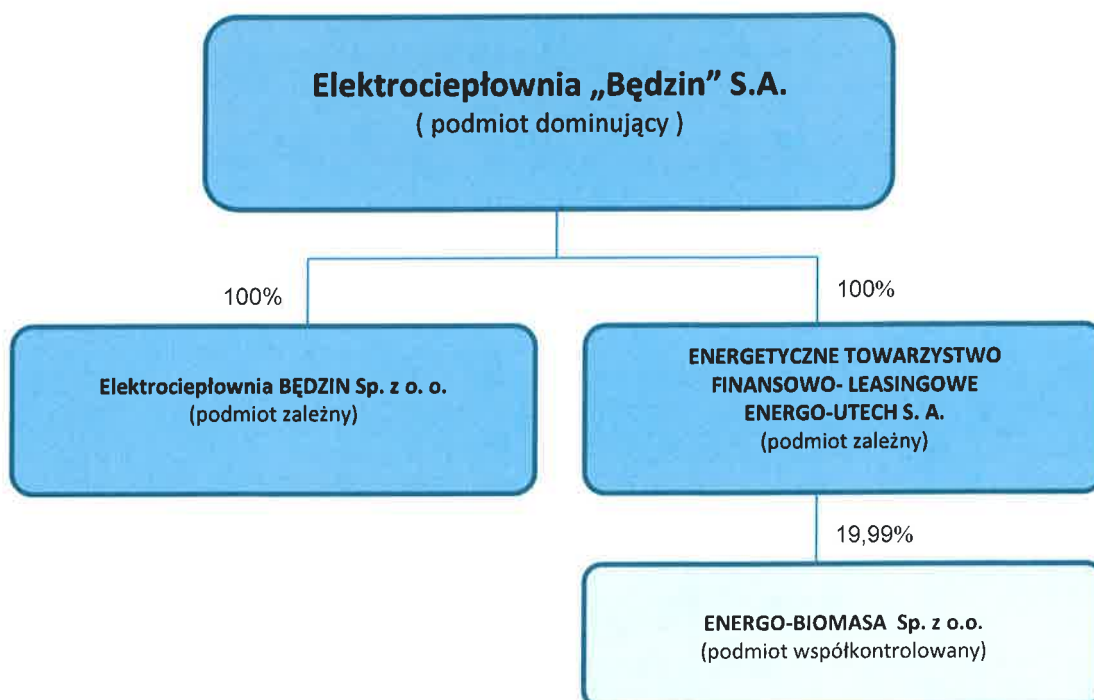 Elektrociepłownia „Będzin” S.A.
( podmiot dominujący )
100%
100%
Elektrociepłownia BĘDZIN Sp. z o. o.
(podmiot zależny)
ENERGETYCZNE TOWARZYSTWO
FINANSOWO- LEASINGOWE
ENERGO-UTECH S. A.
(podmiot zależny)
19,99%
ENERGO-BIOMASA Sp. z o.o.
(podmiot współkontrolowany)